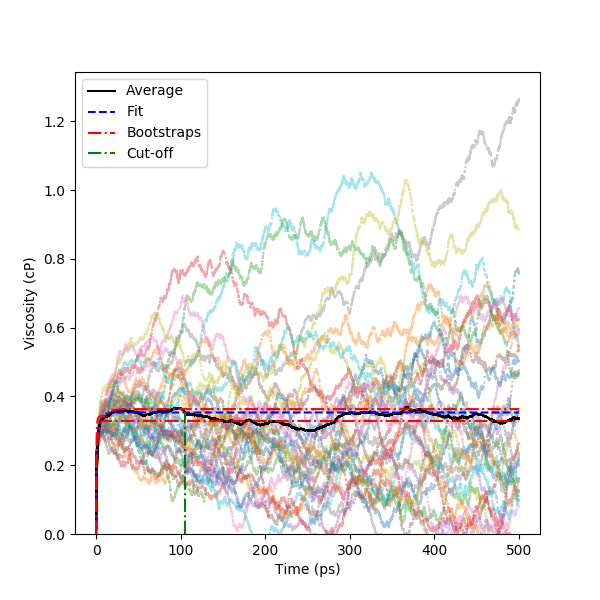 Average
Fit
Bootstraps
Cut-off
Viscosity (cP)
1.2
1.0
0.8
0.6
0.4
0.2
0.0
0 100 200 300 400 500
Time (ps)